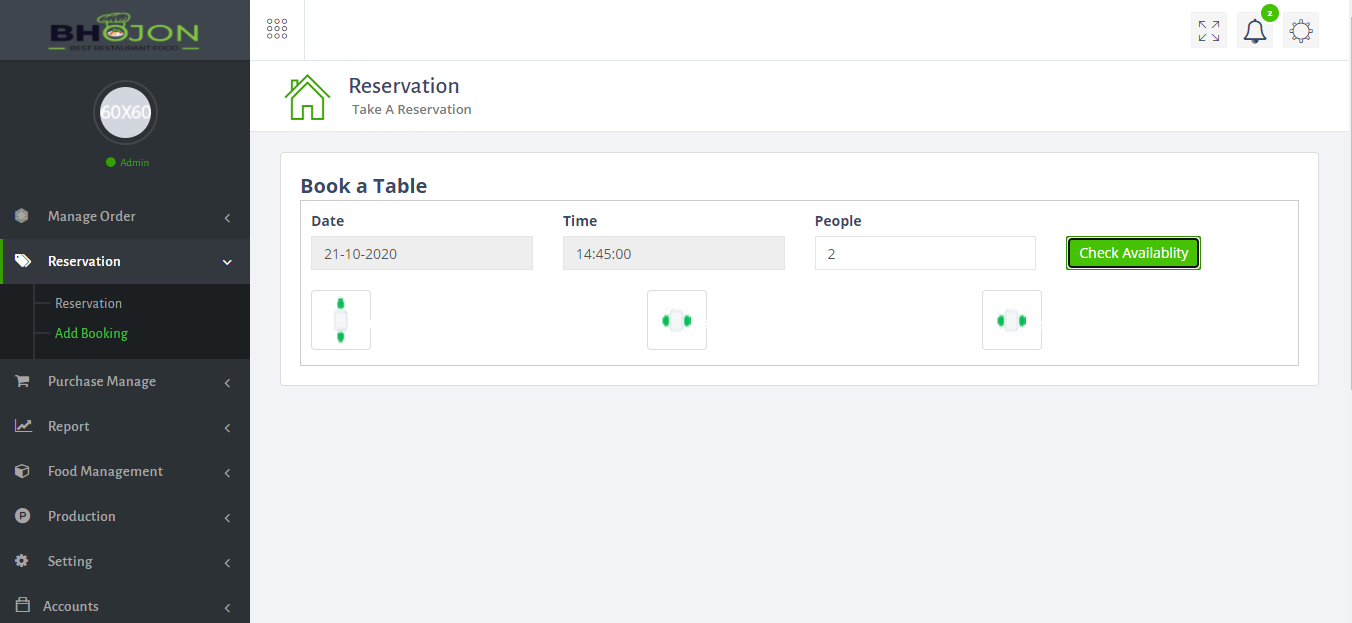 BHOJON
BEST RESTAURANT FOOD
2
60X60
Admin
Reservation
Take A Reservation
Manage Order
Reservation
Reservation
Add Booking
Purchase Manage
Report
Food Management
Production
Setting
Accounts
Book a Table
Date
Time
People
21-10-2020
14:45:00
2
Check Availablity
P